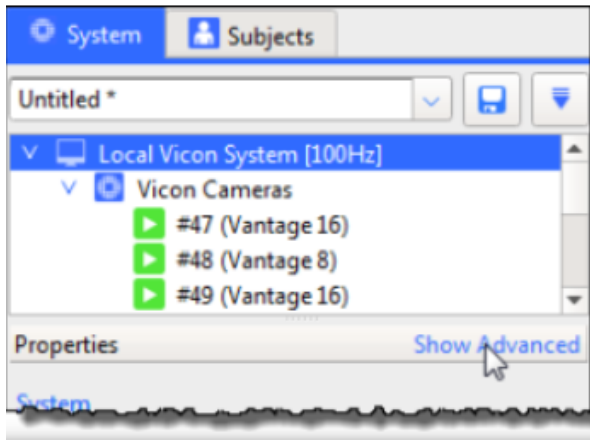 System Subjects
Untitled *
Local Vicon System [100Hz]
Vicon Cameras
#47 (Vantage 16)
#48 (Vantage 8)
#49 (Vantage 16)
Properties Show Advanced
System